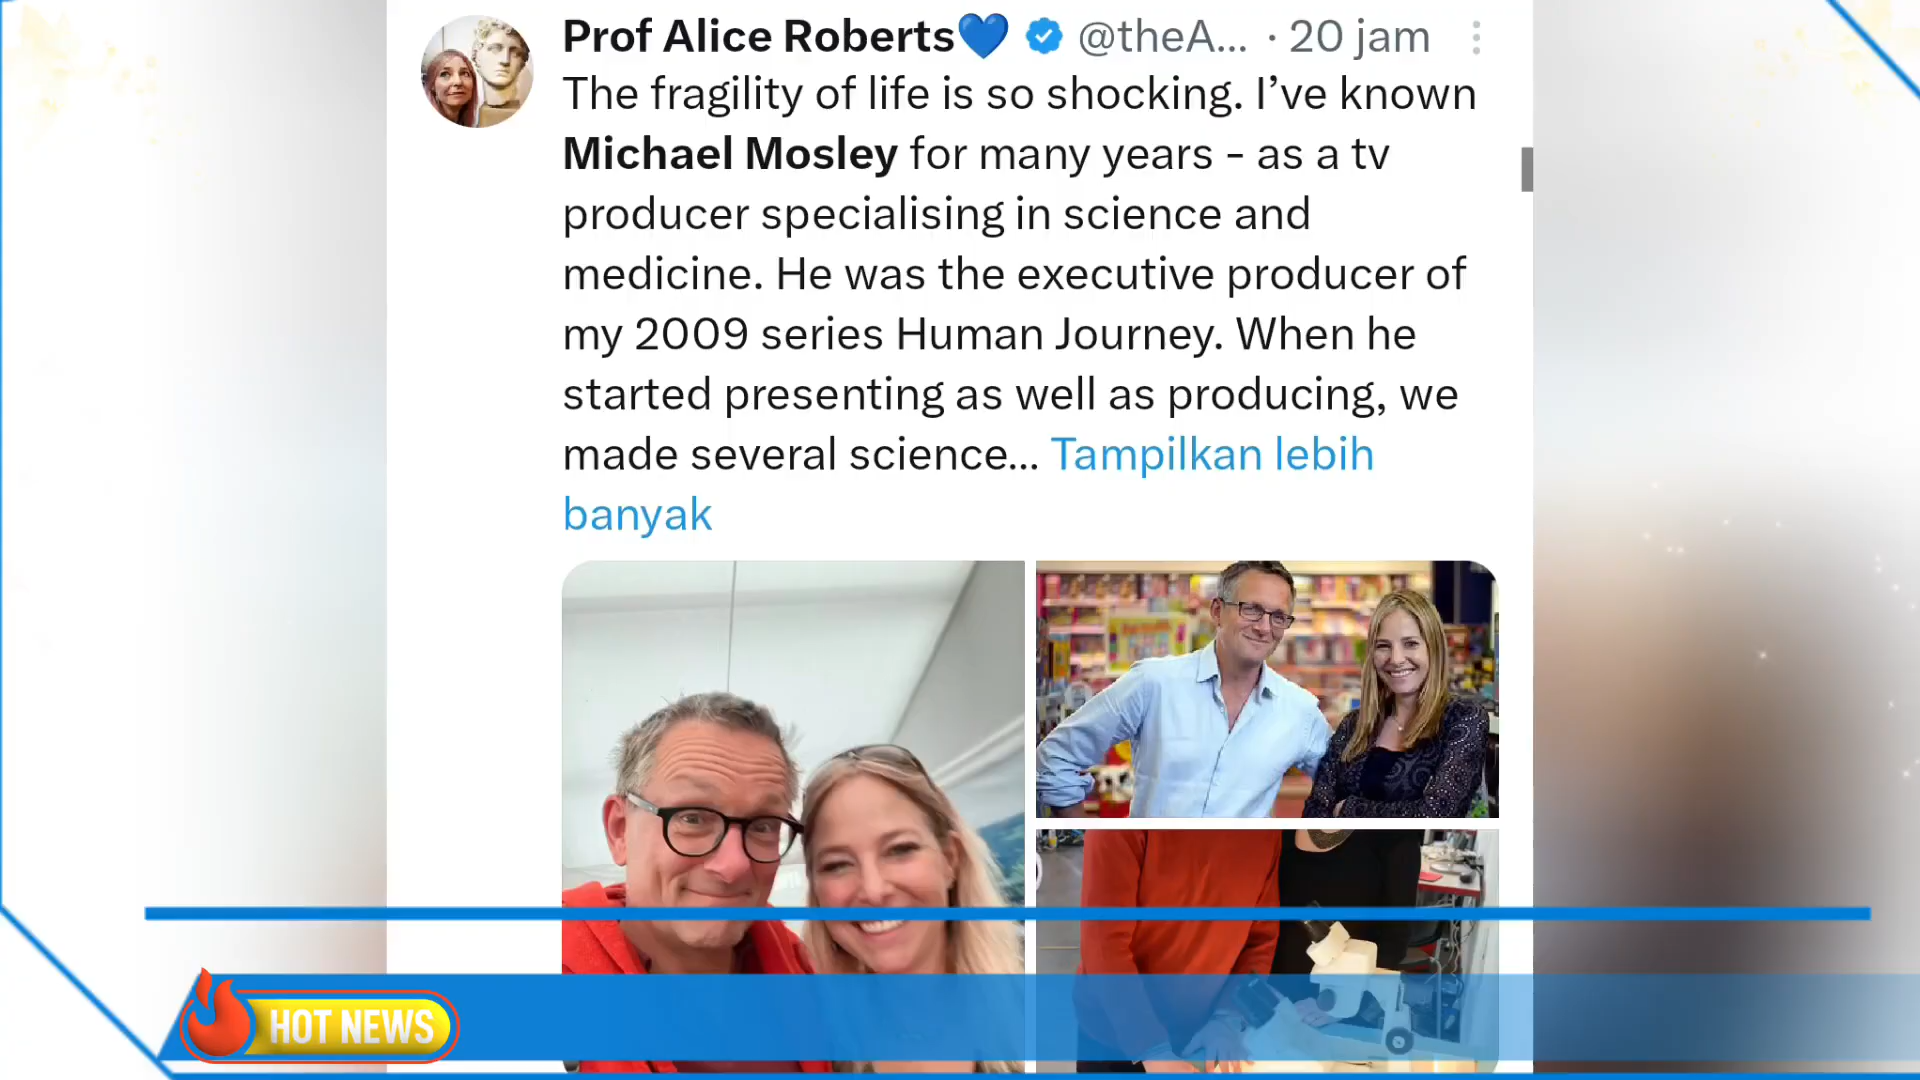 Prof Alice Roberts💙 @theA... · 20 jam
The fragility of life is so shocking. I’ve known
Michael Mosley for many years - as a tv
producer specialising in science and
medicine. He was the executive producer of
my 2009 series Human Journey. When he
started presenting as well as producing, we
made several science... Tampilkan lebih
banyak
HOT NEWS